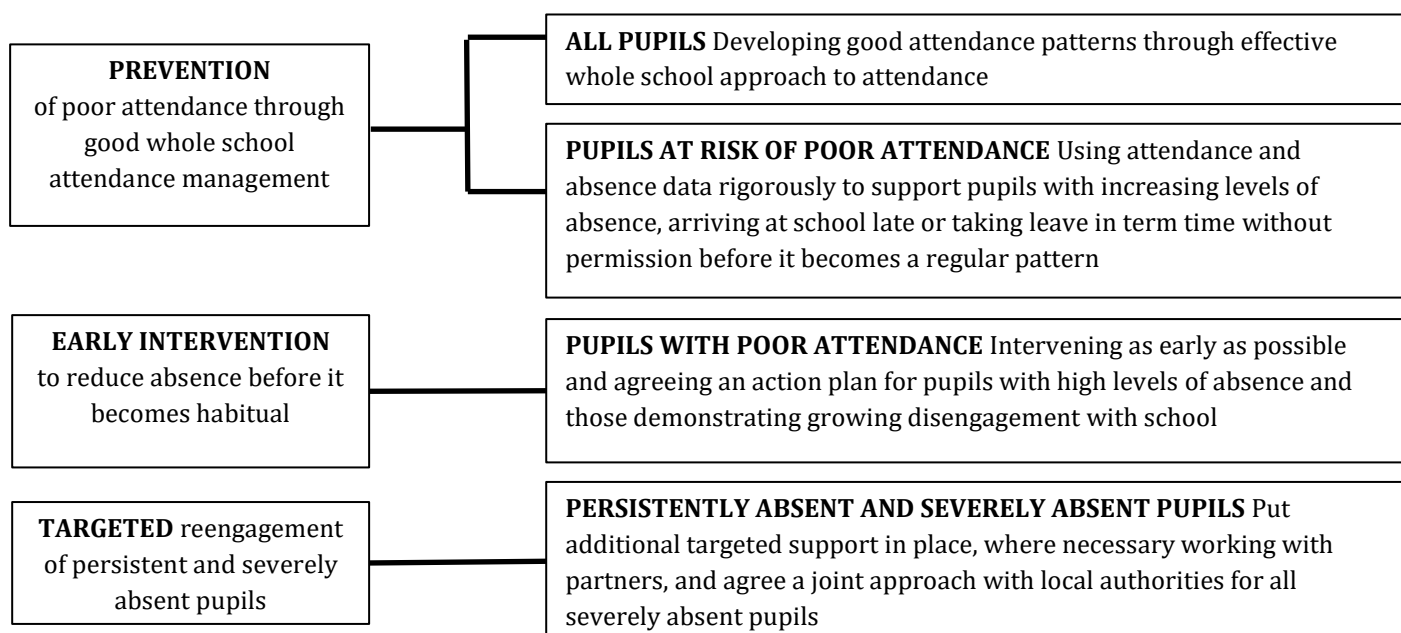 PREVENTION
of poor attendance through
good whole school
attendance management
ALL PUPILS Developing good attendance patterns through effective
whole school approach to attendance
PUPILS AT RISK OF POOR ATTENDANCE Using attendance and
absence data rigorously to support pupils with increasing levels of
absence, arriving at school late or taking leave in term time without
permission before it becomes a regular pattern
EARLY INTERVENTION
to reduce absence before it
becomes habitual
PUPILS WITH POOR ATTENDANCE Intervening as early as possible
and agreeing an action plan for pupils with high levels of absence and
those demonstrating growing disengagement with school
TARGETED reengagement
of persistent and severely
absent pupils
PERSISTENTLY ABSENT AND SEVERELY ABSENT PUPILS Put
additional targeted support in place, where necessary working with
partners, and agree a joint approach with local authorities for all
severely absent pupils